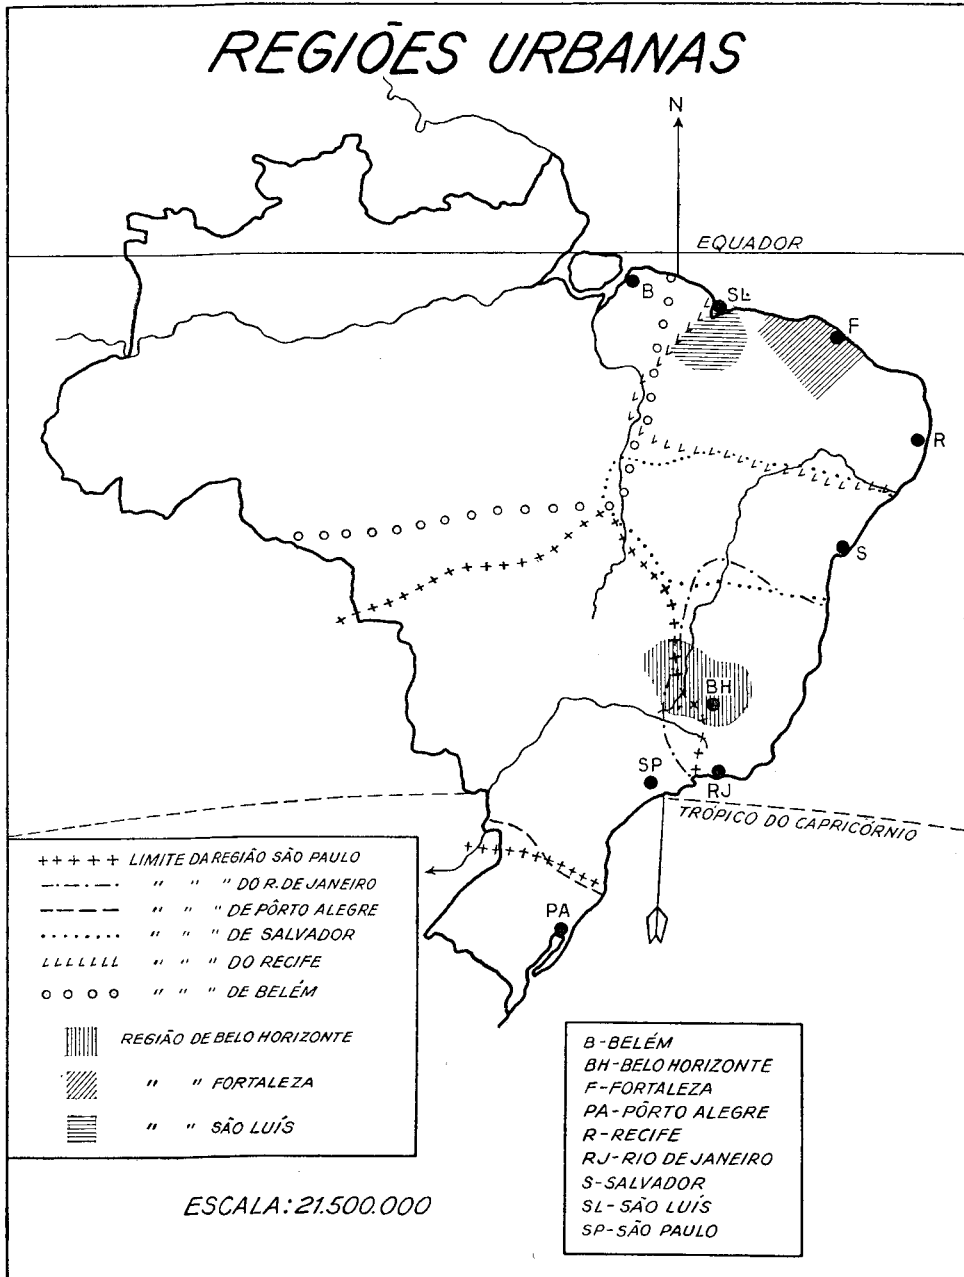 REGIÕES URBANAS
N
EQUADOR
B
SL
F
R
S
BH
SP
RJ
TRÓPICO DO CAPRICÓRNIO
PA
+ + + + + LIMITE DA REGIÃO SÃO PAULO
" " " DO R. DE JANEIRO
" " " DE PÔRTO ALEGRE
" " " DE SALVADOR
" " " DO RECIFE
" " " DE BELÉM
REGIÃO DE BELO HORIZONTE
" " FORTALEZA
" " SÃO LUÍS
ESCALA: 21.500.000
B-BELÉM
BH-BELO HORIZONTE
F-FORTALEZA
PA-PÔRTO ALEGRE
R-RECIFE
RJ-RIO DE JANEIRO
S-SALVADOR
SL-SÃO LUÍS
SP-SÃO PAULO